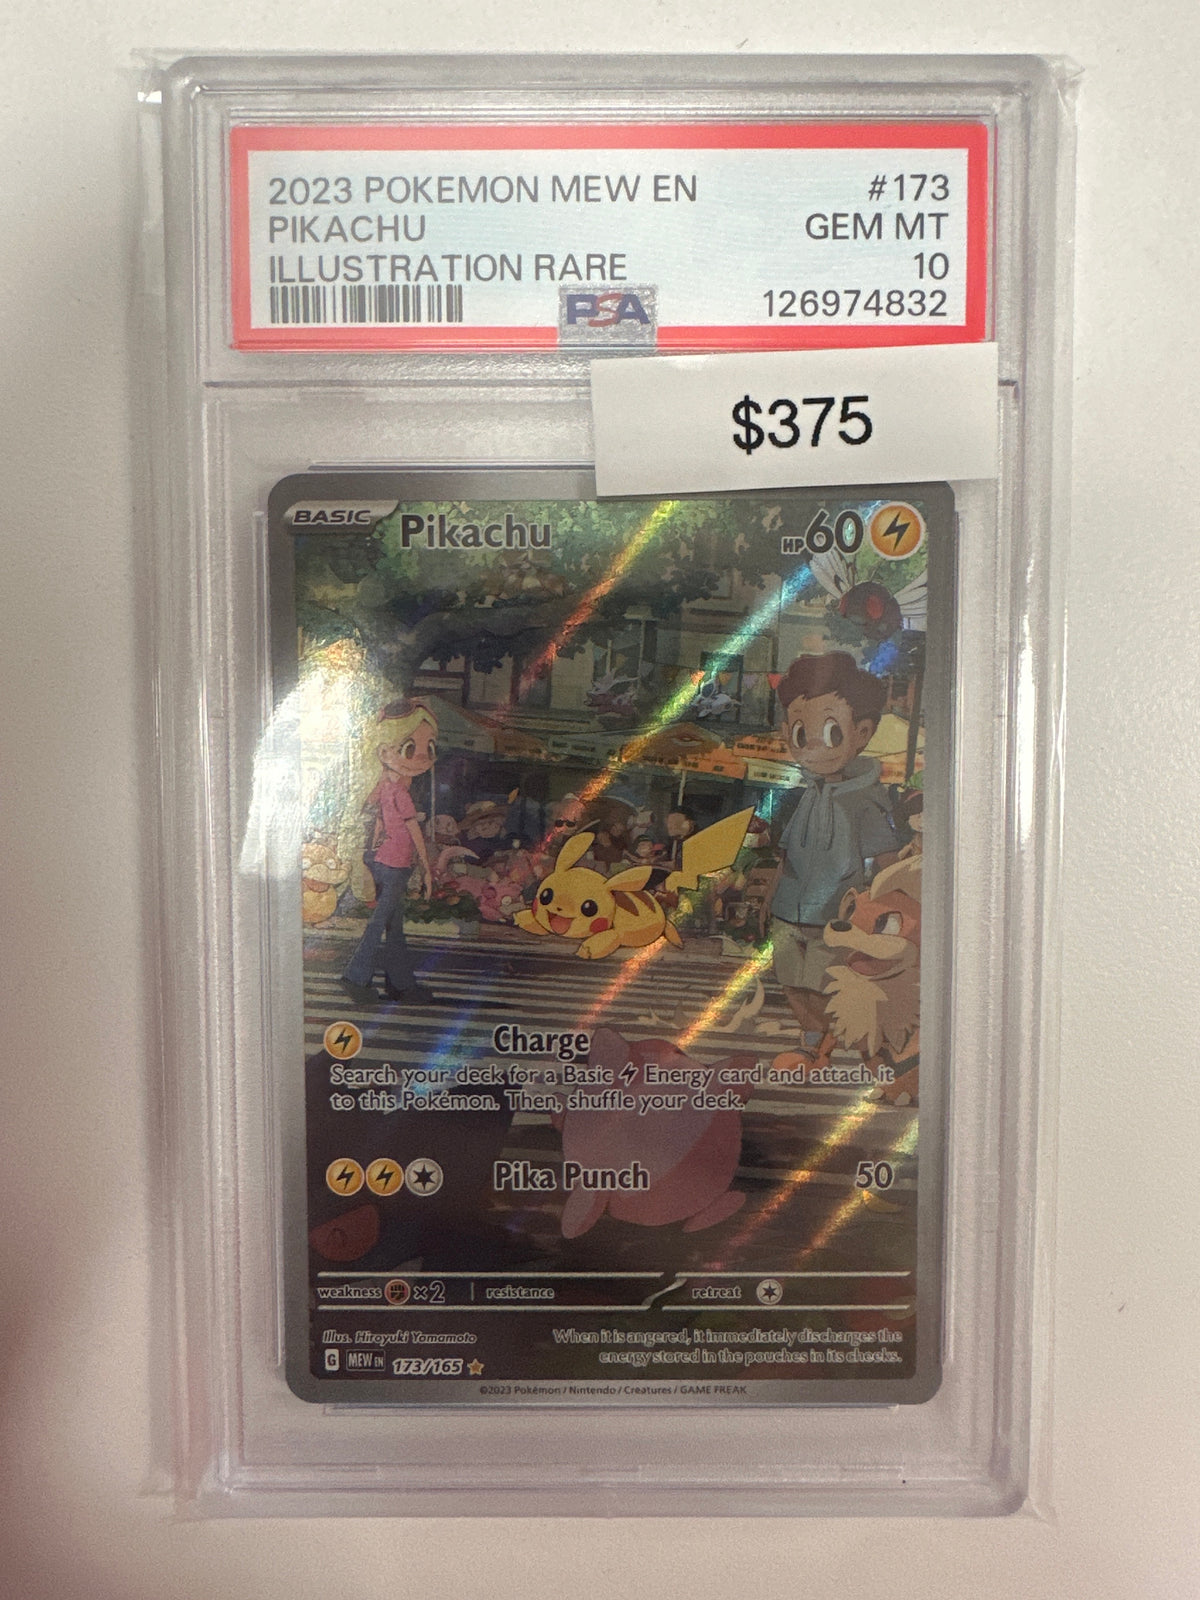 2023 POKEMON MEW EN #173
PIKACHU GEM MT
ILLUSTRATION RARE 10
PSA 126974832
$375
BASIC Pikachu HP 60
Charge
Search your deck for a Basic Energy card and attach it
to this Pokémon. Then, shuffle your deck.
Pika Punch 50
weakness ×2 resistance retreat
Illus. Hiroyuki Yamamoto
When it is angered, it immediately discharges the
energy stored in the pouches in its cheeks.
G MEW EN 173/165
©2023 Pokémon / Nintendo / Creatures / GAME FREAK